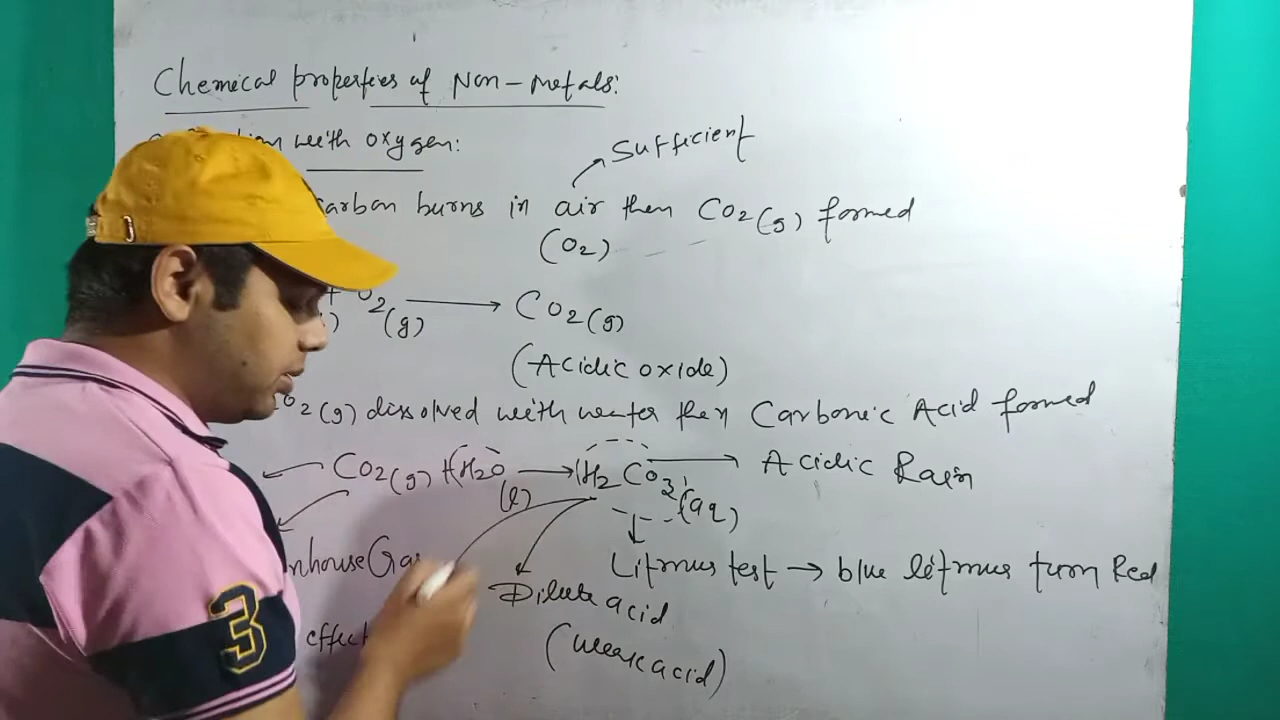 Chemical properties of Non-Metals:
with oxygen:
Sufficient
carbon burns in air then CO2(g) formed
(O2)
+ O2(g) → CO2(g)
(Acidic oxide)
CO2(g) dissolved with water then Carbonic Acid formed
CO2(g) + H2O(l) → H2CO3(aq) → Acidic Rain
Litmus test → blue litmus turn Red
nhouse Gas
Dilute acid
effect
(weak acid)
3